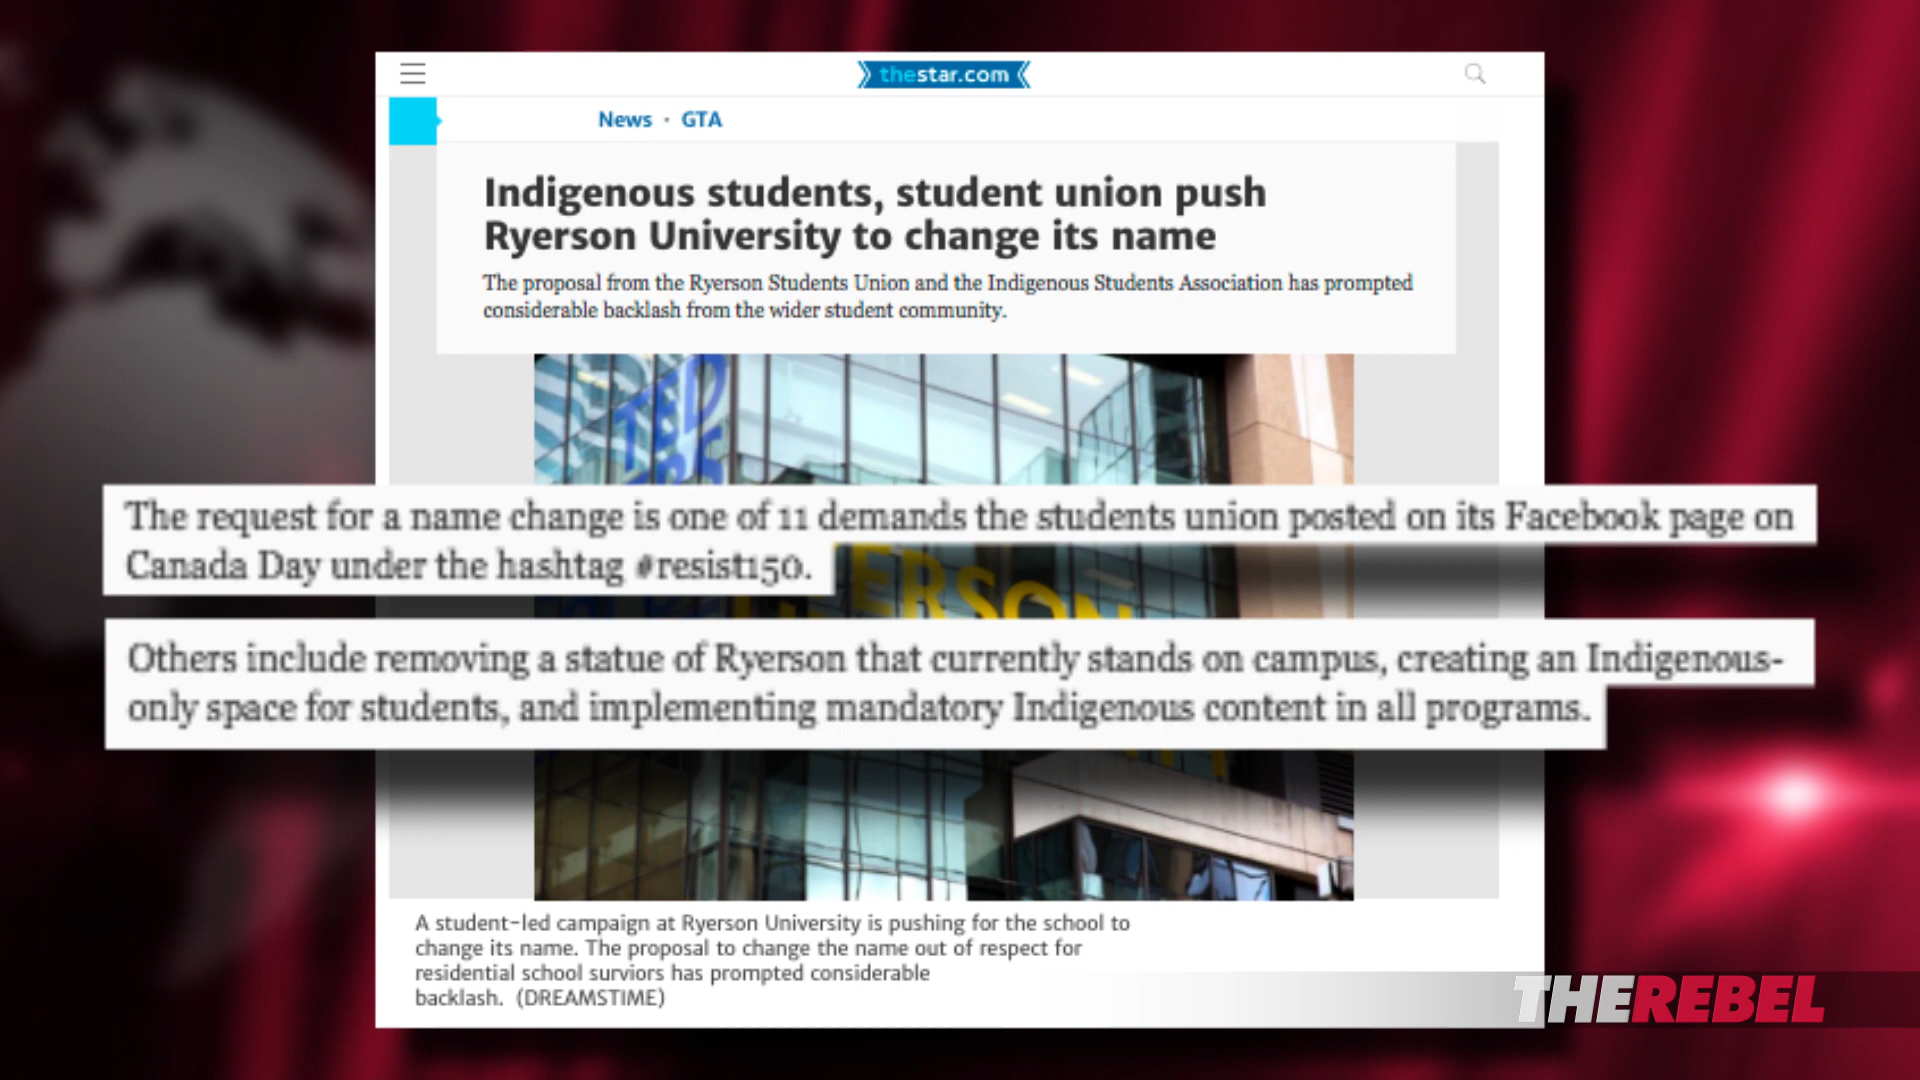 thestar.com
News · GTA
Indigenous students, student union push
Ryerson University to change its name
The proposal from the Ryerson Students Union and the Indigenous Students Association has prompted
considerable backlash from the wider student community.
TED
The request for a name change is one of 11 demands the students union posted on its Facebook page on
Canada Day under the hashtag #resist150.
ERSON
Others include removing a statue of Ryerson that currently stands on campus, creating an Indigenous-
only space for students, and implementing mandatory Indigenous content in all programs.
A student-led campaign at Ryerson University is pushing for the school to
change its name. The proposal to change the name out of respect for
residential school surviors has prompted considerable
backlash. (DREAMSTIME)
THEREBEL